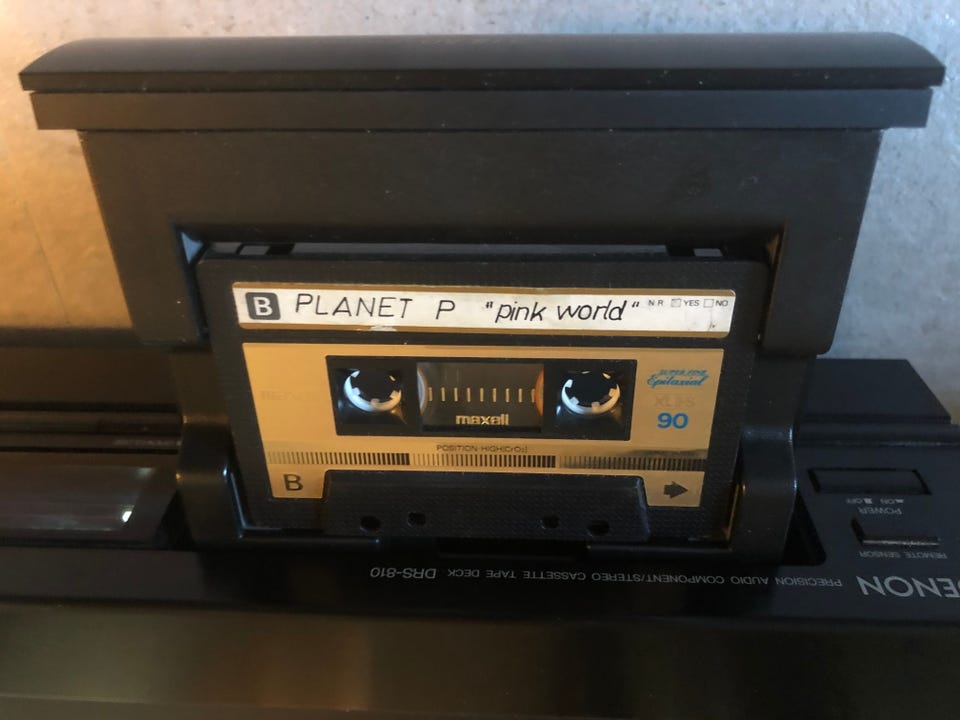 B PLANET P "pink world" NR YES NO
SUPER FINE
Epitaxial
XLII-S
90
maxell
POSITION HIGH(CrO₂)
B
ON OFF
POWER
REMOTE SENSOR
DENON PRECISION AUDIO COMPONENT/STEREO CASSETTE TAPE DECK DRS-810